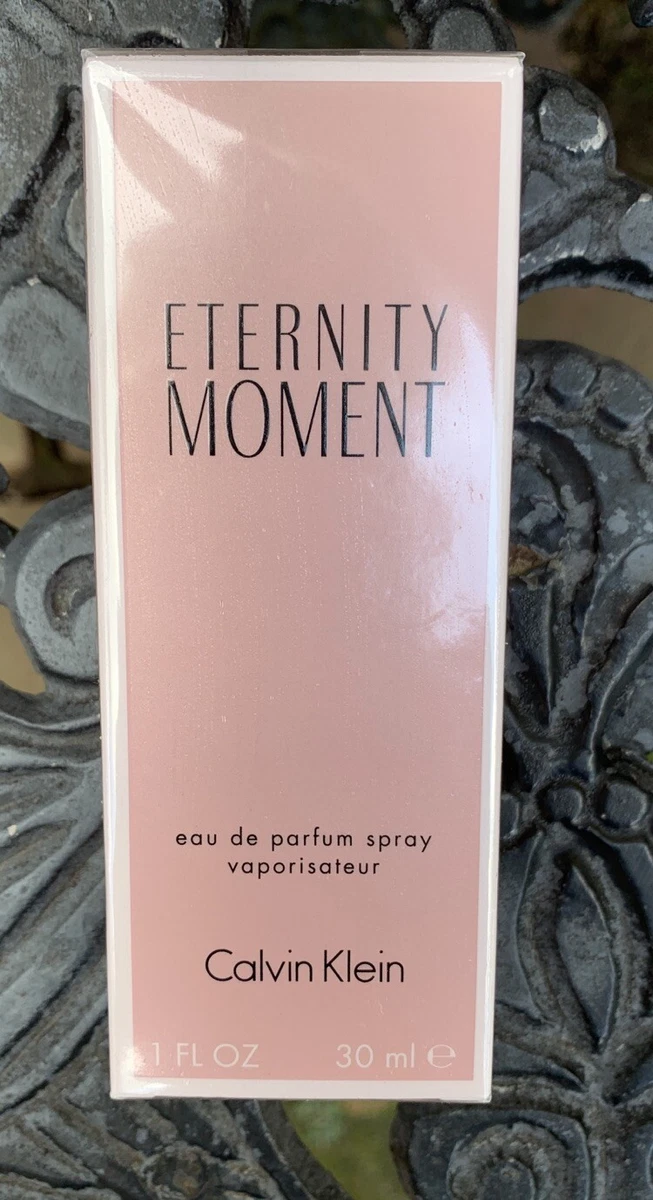 ETERNITY
MOMENT
eau de parfum spray
vaporisateur
Calvin Klein
1 FL OZ 30 ml ℮